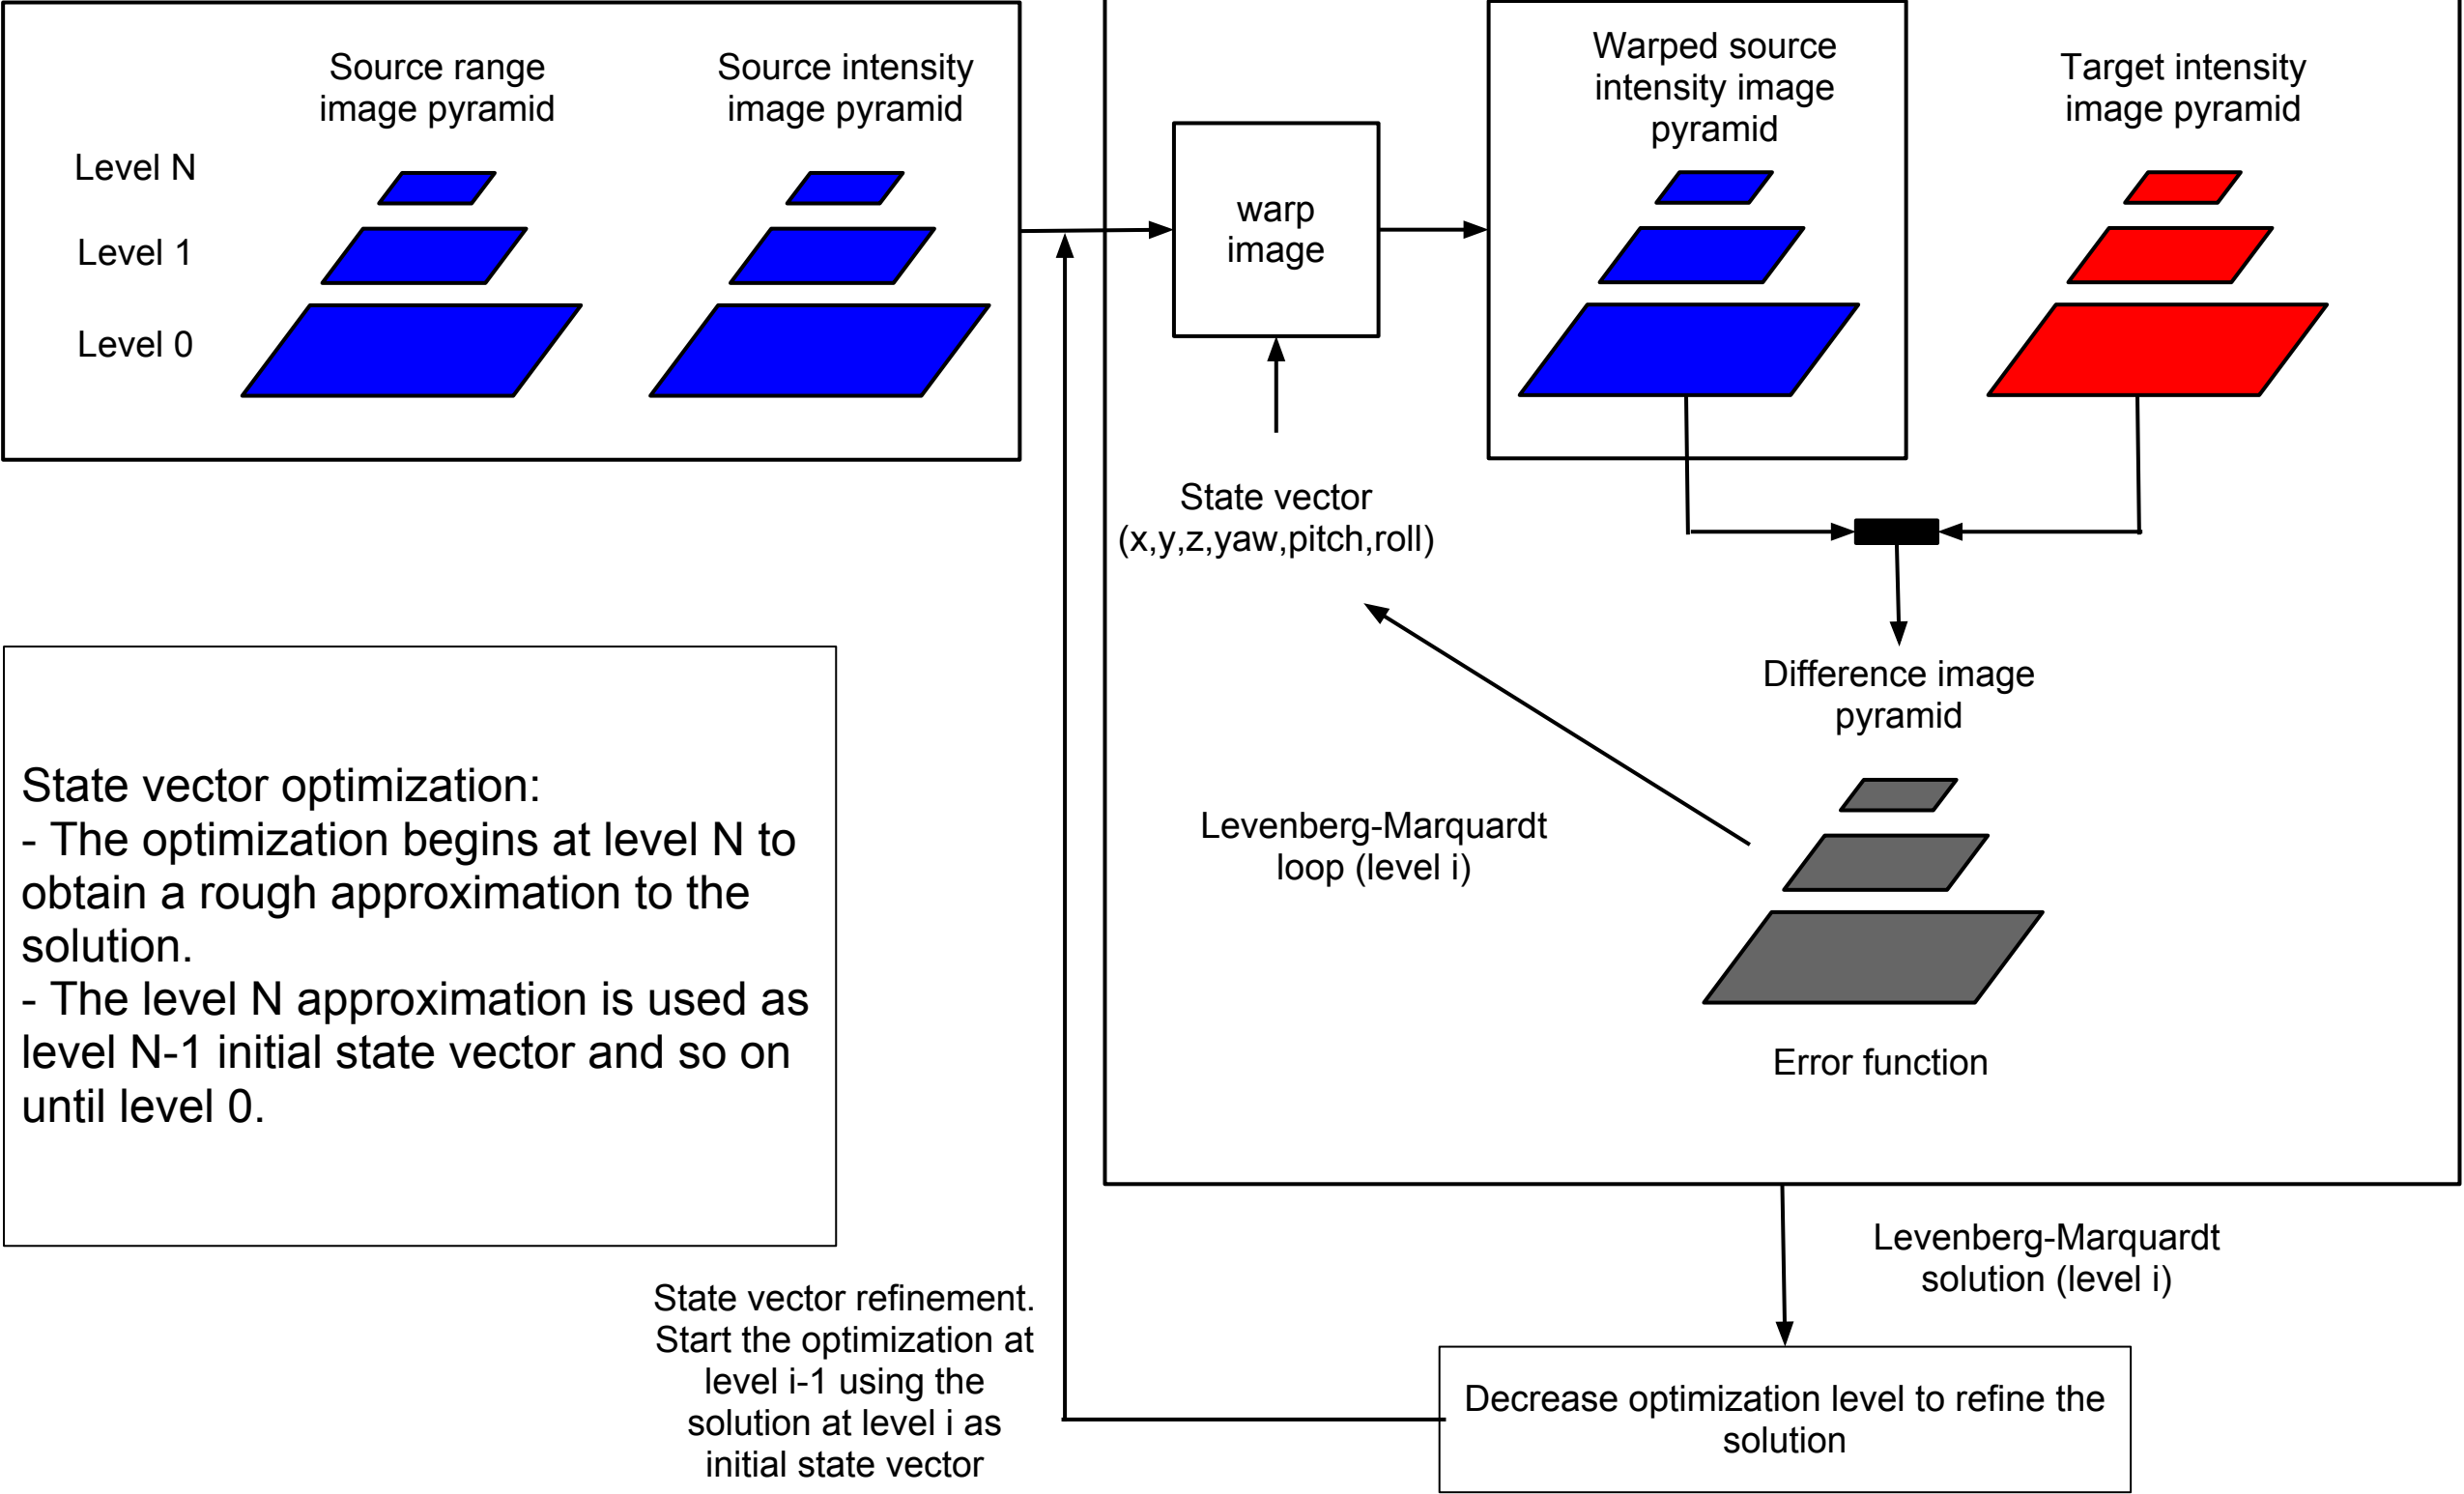 Source range
image pyramid
Source intensity
image pyramid
Level N
Level 1
Level 0
warp
image
Warped source
intensity image
pyramid
Target intensity
image pyramid
State vector
(x,y,z,yaw,pitch,roll)
Difference image
pyramid
Levenberg-Marquardt
loop (level i)
Error function
State vector optimization:
- The optimization begins at level N to
obtain a rough approximation to the
solution.
- The level N approximation is used as
level N-1 initial state vector and so on
until level 0.
Levenberg-Marquardt
solution (level i)
State vector refinement.
Start the optimization at
level i-1 using the
solution at level i as
initial state vector
Decrease optimization level to refine the
solution